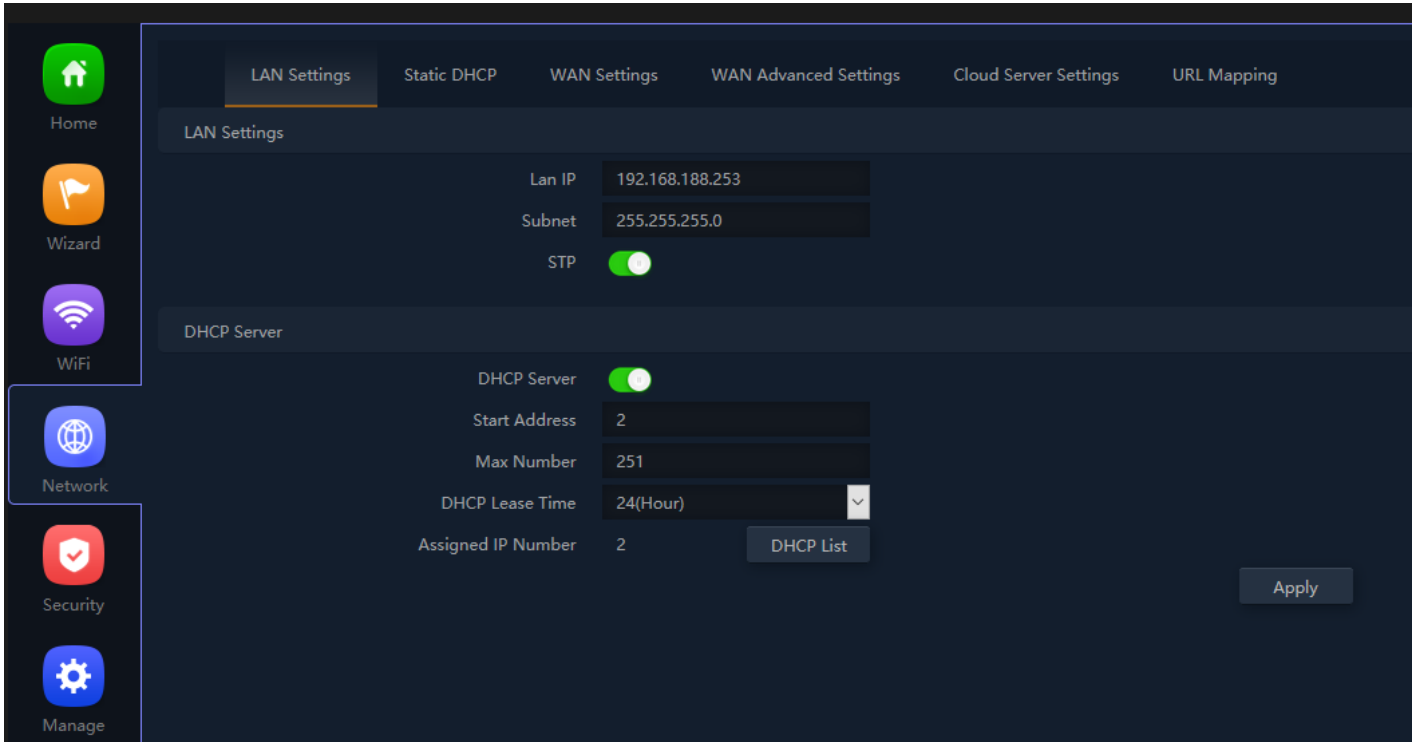 LAN Settings Static DHCP WAN Settings WAN Advanced Settings Cloud Server Settings URL Mapping
Home
LAN Settings
Lan IP 192.168.188.253
Subnet 255.255.255.0
Wizard
STP
DHCP Server
WiFi
DHCP Server
Start Address 2
Max Number 251
Network
DHCP Lease Time 24(Hour)
Assigned IP Number 2 DHCP List
Apply
Security
Manage